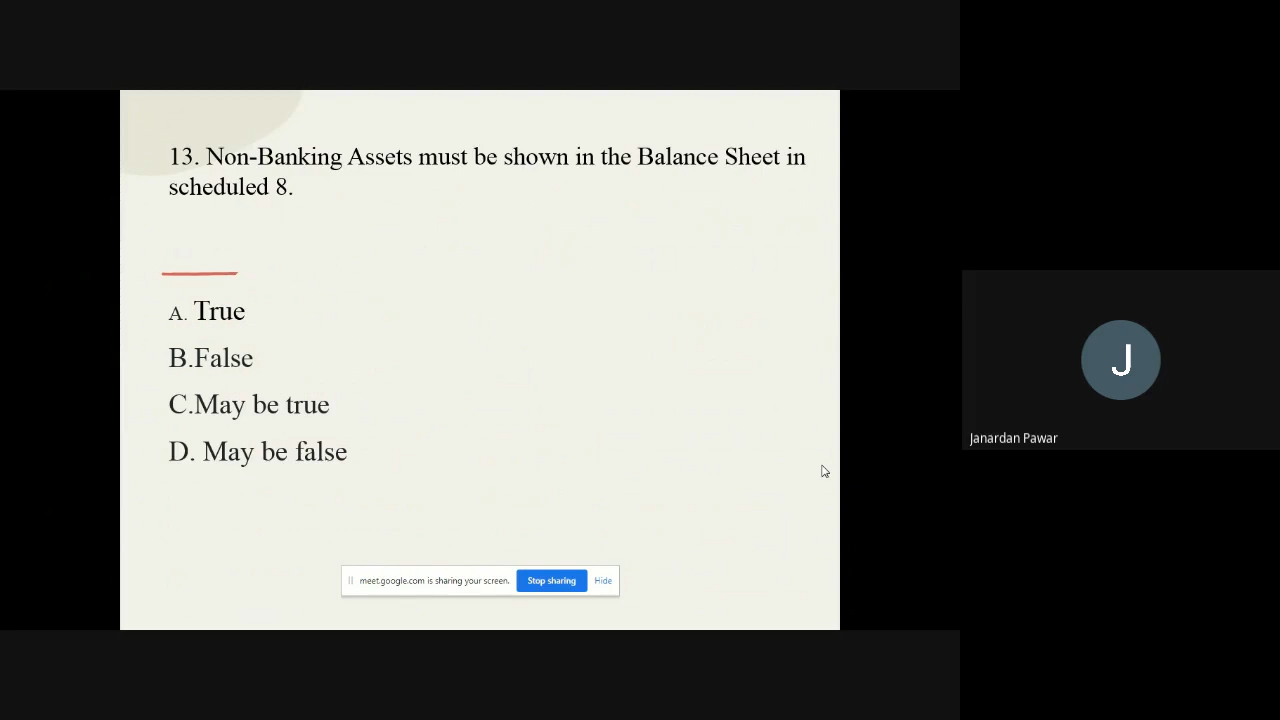 13. Non-Banking Assets must be shown in the Balance Sheet in
scheduled 8.
A. True
B.False
C.May be true
D. May be false
meet.google.com is sharing your screen. Stop sharing Hide
J
Janardan Pawar